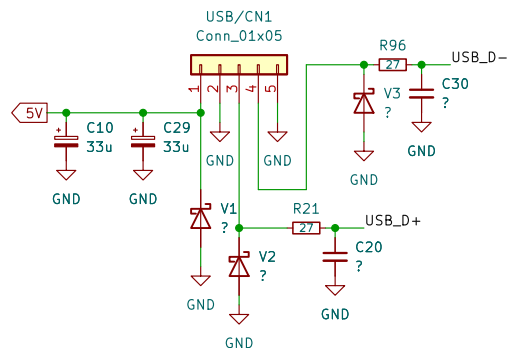 USB/CN1
Conn_01x05
1
2
3
4
5
5V
C10
33u
GND
C29
33u
GND
GND
GND
V1
?
GND
V2
?
GND
R21
27
USB_D+
C20
?
GND
R96
27
USB_D-
V3
?
GND
C30
?
GND